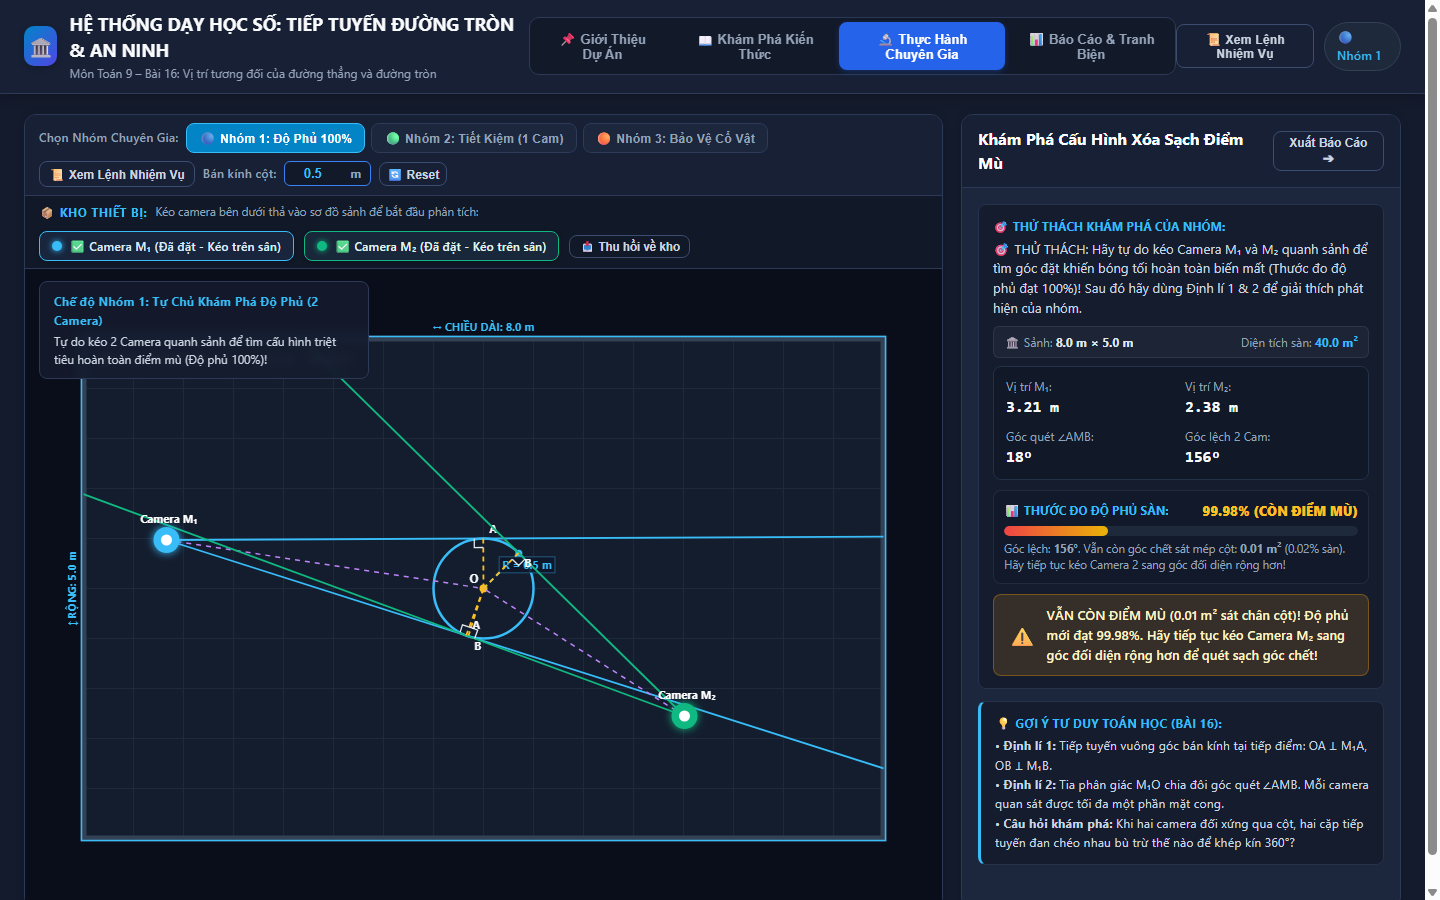 HỆ THỐNG DẠY HỌC SỐ: TIẾP TUYẾN ĐƯỜNG TRÒN
& AN NINH
Môn Toán 9 – Bài 16: Vị trí tương đối của đường thẳng và đường tròn
📌 Giới Thiệu
Dự Án
📖 Khám Phá Kiến
Thức
🔬 Thực Hành
Chuyên Gia
📊 Báo Cáo & Tranh
Biện
📜 Xem Lệnh
Nhiệm Vụ
🔵
Nhóm 1
Chọn Nhóm Chuyên Gia:
🔵 Nhóm 1: Độ Phủ 100%
🟢 Nhóm 2: Tiết Kiệm (1 Cam)
🟠 Nhóm 3: Bảo Vệ Cổ Vật
📜 Xem Lệnh Nhiệm Vụ
Bán kính cột: 0.5 m
🔄 Reset
📦 KHO THIẾT BỊ: Kéo camera bên dưới thả vào sơ đồ sảnh để bắt đầu phân tích:
✅ Camera M₁ (Đã đặt - Kéo trên sân)
✅ Camera M₂ (Đã đặt - Kéo trên sân)
📥 Thu hồi về kho
Chế độ Nhóm 1: Tự Chủ Khám Phá Độ Phủ (2
Camera)
Tự do kéo 2 Camera quanh sảnh để tìm cấu hình triệt
tiêu hoàn toàn điểm mù (Độ phủ 100%)!
↔ CHIỀU DÀI: 8.0 m
↕ RỘNG: 5.0 m
Camera M₁
A
B
O
A
B
Camera M₂
Khám Phá Cấu Hình Xóa Sạch Điểm
Mù
Xuất Báo Cáo
➔
🎯 THỬ THÁCH KHÁM PHÁ CỦA NHÓM:
🎯 THỬ THÁCH: Hãy tự do kéo Camera M₁ và M₂ quanh sảnh để
tìm góc đặt khiến bóng tối hoàn toàn biến mất (Thước đo độ
phủ đạt 100%)! Sau đó hãy dùng Định lí 1 & 2 để giải thích phát
hiện của nhóm.
🏛️ Sảnh: 8.0 m × 5.0 m
Diện tích sàn: 40.0 m²
Vị trí M₁:
3.21 m
Vị trí M₂:
2.38 m
Góc quét ∠AMB:
18º
Góc lệch 2 Cam:
156º
📊 THƯỚC ĐO ĐỘ PHỦ SÀN: 99.98% (CÒN ĐIỂM MÙ)
Góc lệch: 156°. Vẫn còn góc chết sát mép cột: 0.01 m² (0.02% sàn).
Hãy tiếp tục kéo Camera 2 sang góc đối diện rộng hơn!
⚠️ VẪN CÒN ĐIỂM MÙ (0.01 m² sát chân cột)! Độ phủ
mới đạt 99.98%. Hãy tiếp tục kéo Camera M₂ sang
góc đối diện rộng hơn để quét sạch góc chết!
💡 GỢI Ý TƯ DUY TOÁN HỌC (BÀI 16):
• Định lí 1: Tiếp tuyến vuông góc bán kính tại tiếp điểm: OA ⊥ M₁A,
OB ⊥ M₁B.
• Định lí 2: Tia phân giác M₁O chia đôi góc quét ∠AMB. Mỗi camera
quan sát được tối đa một phần mặt cong.
• Câu hỏi khám phá: Khi hai camera đối xứng qua cột, hai cặp tiếp
tuyến đan chéo nhau bù trừ thế nào để khép kín 360°?